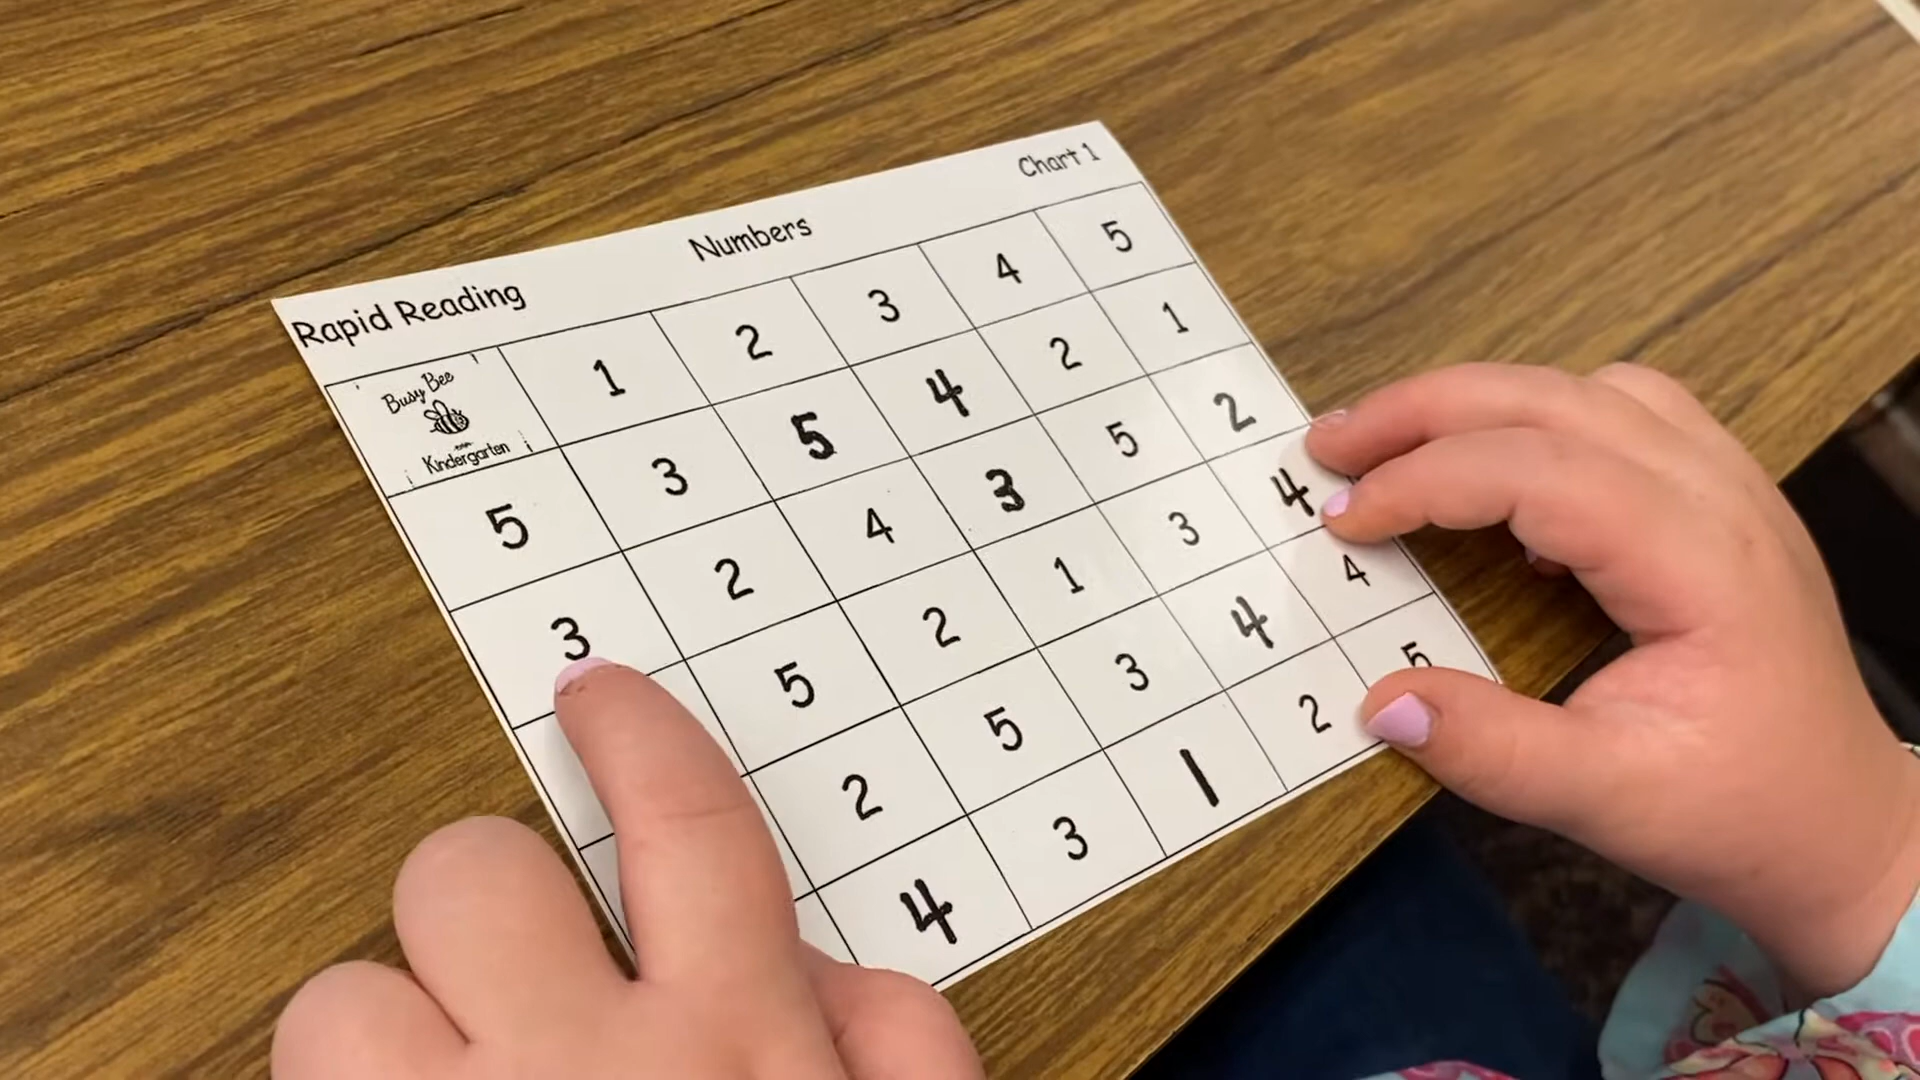 Rapid Reading Numbers Chart 1
Busy Bee
Kindergarten
1 2 3 4 5
5 3 5 4 2 1
3 2 4 3 5 2
5 2 1 3 4
2 5 3 4 4
4 3 1 2 5